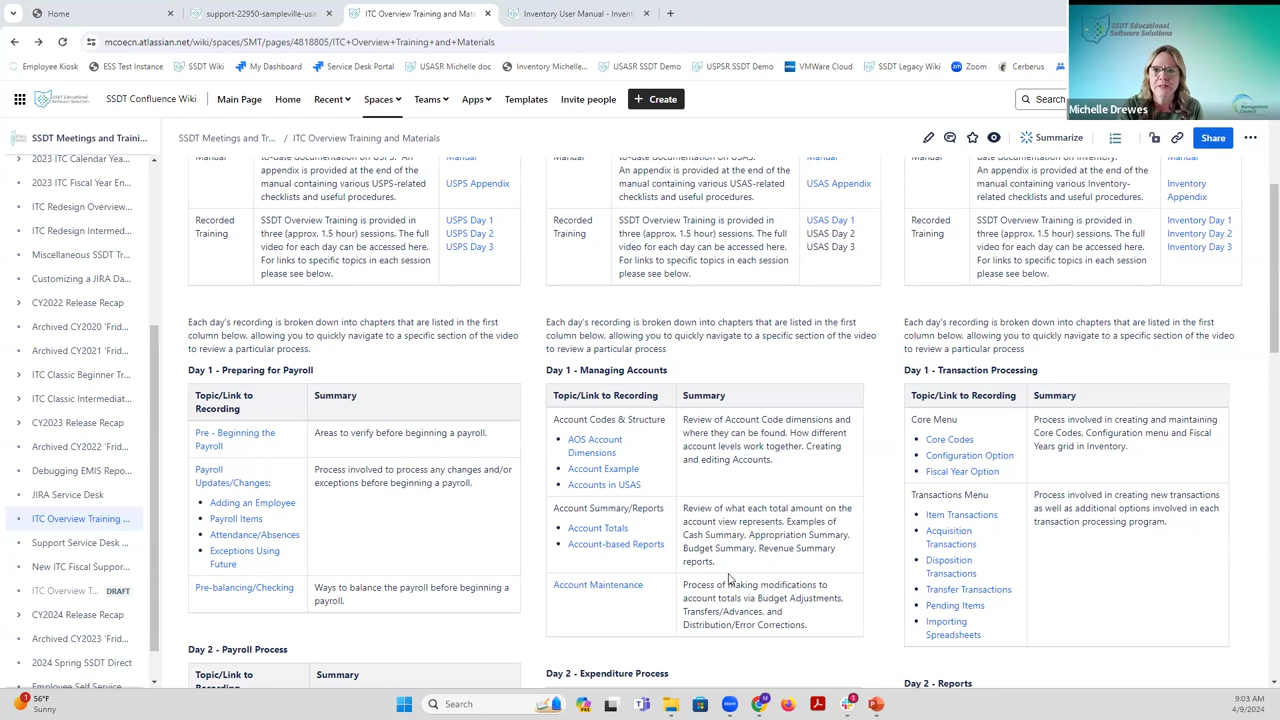 Home
support-22950-sampleville-usa
ITC Overview Training and Mate
Inventory User Manual - Invent
mcoecn.atlassian.net/wiki/spaces/SMT/pages/4818805/ITC+Overview+Training+and+Materials
Employee Kiosk
ESS Test Instance
SSDT Wiki
My Dashboard
Service Desk Portal
USASR Michelle doc
Inventory Michelle...
USASR SSDT Demo
USPSR SSDT Demo
VMWare Cloud
SSDT Legacy Wiki
Zoom
Cerberus
SSDT Educational
Software Solutions
Management
Council
Michelle Drewes
SSDT Confluence Wiki
Main Page
Home
Recent
Spaces
Teams
Apps
Templates
Invite people
+ Create
Search
SSDT Meetings and Traini...
SSDT Meetings and Tr... / ITC Overview Training and Materials
Summarize
Share
2023 ITC Calendar Yea...
2023 ITC Fiscal Year En...
ITC Redesign Overview...
ITC Redesign Intermed...
Miscellaneous SSDT Tr...
Customizing a JIRA Da...
CY2022 Release Recap
Archived CY2020 'Frid...
Archived CY2021 'Frid...
ITC Classic Beginner Tr...
ITC Classic Intermediat...
CY2023 Release Recap
Archived CY2022 'Frid...
Debugging EMIS Repo...
JIRA Service Desk
ITC Overview Training ...
Support Service Desk ...
New ITC Fiscal Suppor...
ITC Overview T... DRAFT
CY2024 Release Recap
Archived CY2023 'Frid...
2024 Spring SSDT Direct
Employee Self Service
Manual
to-date documentation on USPS. An
appendix is provided at the end of the
manual containing various USPS-related
checklists and useful procedures.
Manual
USPS Appendix
Recorded
Training
SSDT Overview Training is provided in
three (approx. 1.5 hour) sessions. The full
video for each day can be accessed here.
For links to specific topics in each session
please see below.
USPS Day 1
USPS Day 2
USPS Day 3
Each day's recording is broken down into chapters that are listed in the first
column below, allowing you to quickly navigate to a specific section of the video
to review a particular process.
Day 1 - Preparing for Payroll
Topic/Link to
Recording
Summary
Pre - Beginning the
Payroll
Areas to verify before beginning a payroll.
Payroll
Updates/Changes:
Adding an Employee
Payroll Items
Attendance/Absences
Exceptions Using
Future
Process involved to process any changes and/or
exceptions before beginning a payroll.
Pre-balancing/Checking
Ways to balance the payroll before beginning a
payroll.
Day 2 - Payroll Process
Topic/Link to
Recording
Summary
Manual
to-date documentation on USAS. An
appendix is provided at the end of the
manual containing various USAS-related
checklists and useful procedures.
Manual
USAS Appendix
Recorded
Training
SSDT Overview Training is provided in
three (approx. 1.5 hour) sessions. The full
video for each day can be accessed here.
For links to specific topics in each session
please see below.
USAS Day 1
USAS Day 2
USAS Day 3
Each day's recording is broken down into chapters that are listed in the first
column below, allowing you to quickly navigate to a specific section of the video
to review a particular process
Day 1 - Managing Accounts
Topic/Link to Recording
Summary
Account Codes & Structure
AOS Account
Dimensions
Account Example
Accounts in USAS
Review of Account Code dimensions and
where they can be found. How different
account levels work together. Creating
and editing Accounts.
Account Summary/Reports
Account Totals
Account-based Reports
Review of what each total amount on the
account view represents. Examples of
Cash Summary, Appropriation Summary,
Budget Summary, Revenue Summary
reports.
Account Maintenance
Process of making modifications to
account totals via Budget Adjustments,
Transfers/Advances, and
Distribution/Error Corrections.
Day 2 - Expenditure Process
Manual
date documentation on Inventory. An
appendix is provided at the end of the
manual containing various Inventory-
related checklists and useful
procedures.
Manual
Inventory
Appendix
Recorded
Training
SSDT Overview Training is provided in
three (approx. 1.5 hour) sessions. The full
video for each day can be accessed here.
For links to specific topics in each session
please see below.
Inventory Day 1
Inventory Day 2
Inventory Day 3
Each day's recording is broken down into chapters that are listed in the first
column below, allowing you to quickly navigate to a specific section of the video
to review a particular process
Day 1 - Transaction Processing
Topic/Link to Recording
Summary
Core Menu
Core Codes
Configuration Option
Fiscal Year Option
Process involved in creating and maintaining
Core Codes, Configuration menu and Fiscal
Years grid in Inventory.
Transactions Menu
Item Transactions
Acquisition
Transactions
Disposition
Transactions
Transfer Transactions
Pending Items
Importing
Spreadsheets
Process involved in creating new transactions
as well as additional options involved in each
transaction processing program.
Day 2 - Reports
56°F
Sunny
Search
9:03 AM
4/9/2024